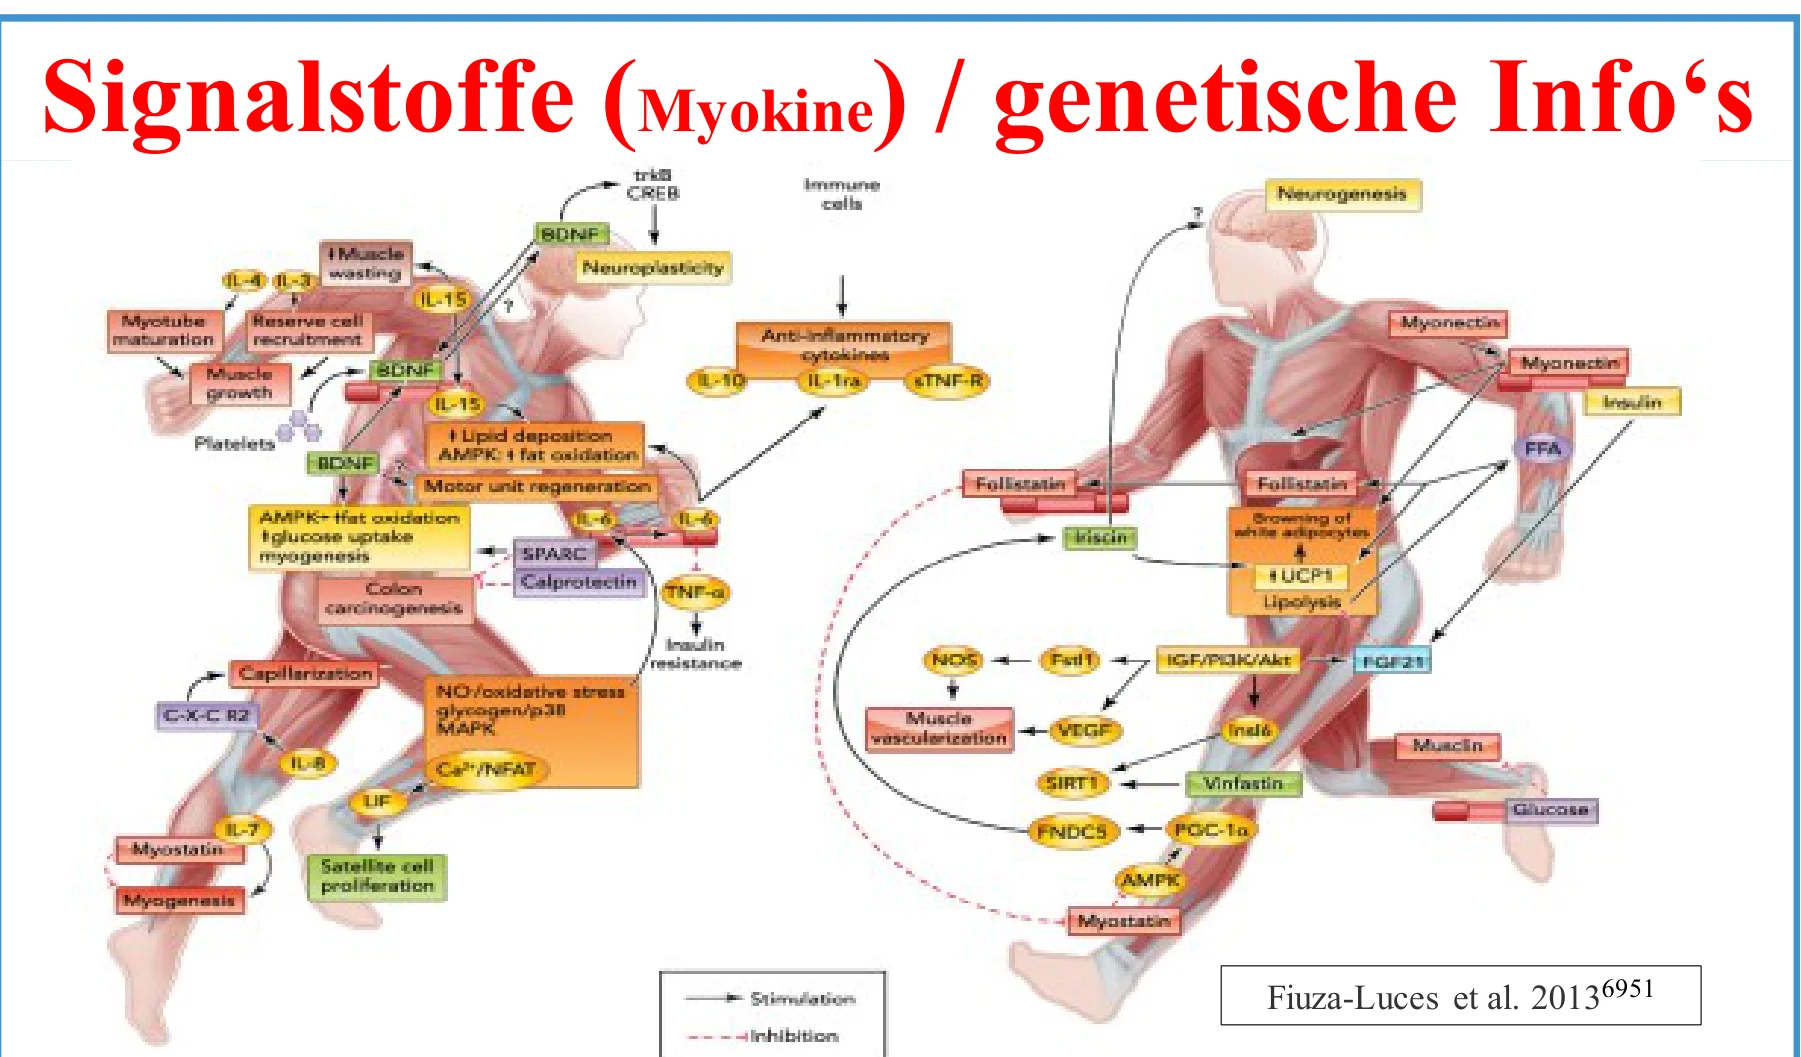 Signalstoffe (Myokine) / genetische Info‘s
trkB
CREB
BDNF
Neuroplasticity
?
Muscle
wasting
IL-4
IL-3
IL-15
Myotube
maturation
Reserve cell
recruitment
Muscle
growth
BDNF
IL-15
Platelets
BDNF
Lipid deposition
AMPK: fat oxidation
Motor unit regeneration
AMPK fat oxidation
glucose uptake
myogenesis
IL-6
IL-6
SPARC
Calprotectin
Colon
carcinogenesis
TNF-α
Insulin
resistance
Capillarization
C-X-C R2
IL-8
NO/oxidative stress
glycogen/p38
MAPK
Ca²⁺/NFAT
LIF
IL-7
Myostatin
Myogenesis
Satellite cell
proliferation
Immune
cells
Anti-inflammatory
cytokines
IL-10
IL-1ra
sTNF-R
Neurogenesis
?
Myonectin
Myonectin
Insulin
FFA
Follistatin
Follistatin
Iriscin
Browning of
white adipocytes
UCP1
Lipolysis
NOS
Fstl1
IGF/PI3K/Akt
FGF21
Muscle
vascularization
VEGF
Insl6
Musclin
SIRT1
Vinfastin
Glucose
FNDC5
PGC-1α
AMPK
Myostatin
Stimulation
Inhibition
Fiuza-Luces et al. 2013⁶⁹⁵¹